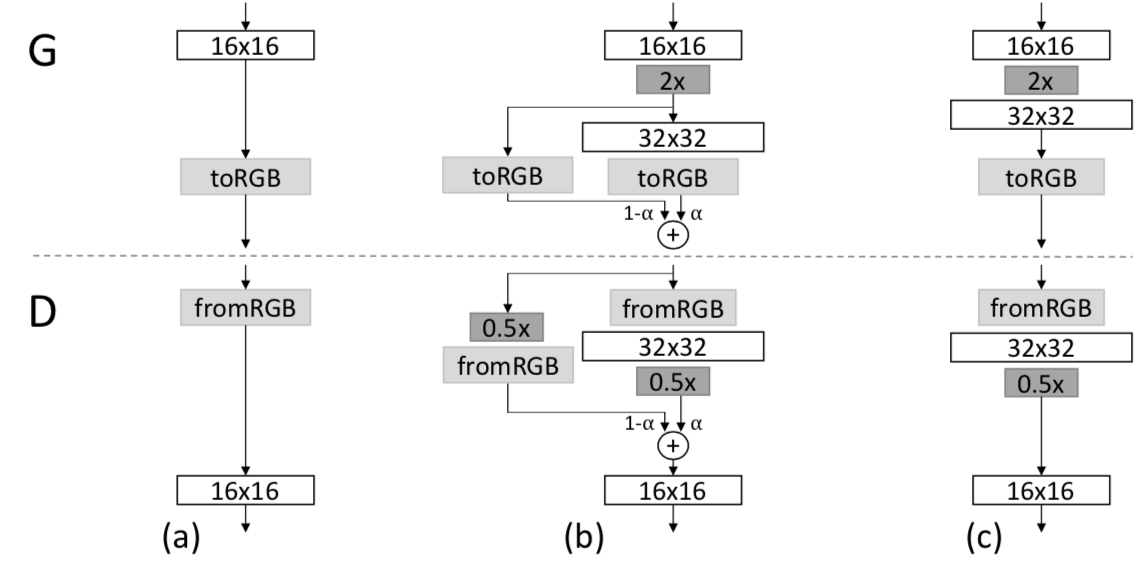 G
16x16
16x16
16x16
2x
2x
32x32
32x32
toRGB
toRGB
toRGB
toRGB
1-α
α
+
D
fromRGB
fromRGB
fromRGB
0.5x
32x32
32x32
fromRGB
0.5x
0.5x
1-α
α
+
16x16
16x16
16x16
(a)
(b)
(c)